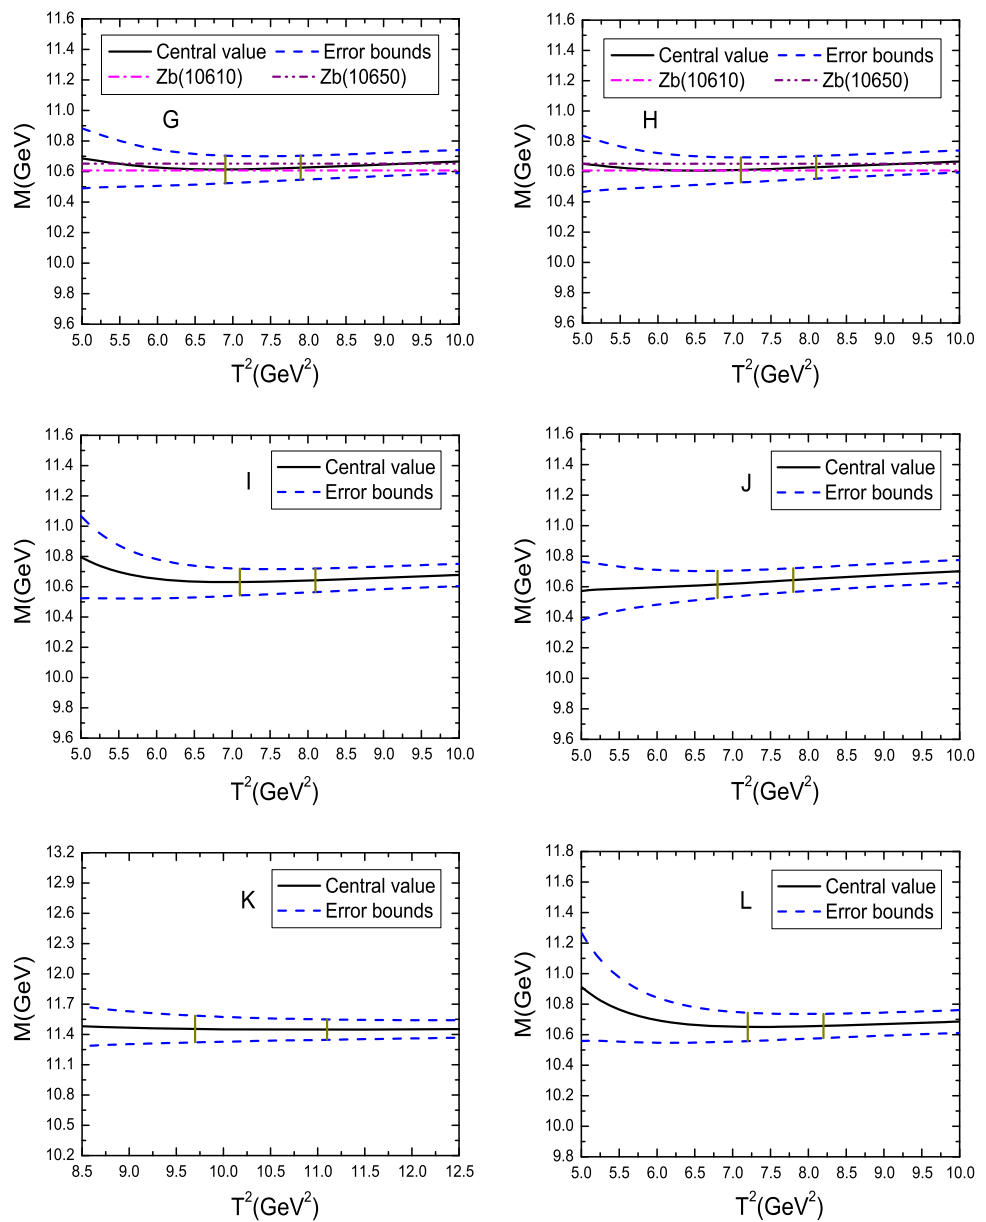 11.6
11.4
11.2
11.0
10.8
10.6
10.4
10.2
10.0
9.8
9.6
M(GeV)
Central value Error bounds
Zb(10610) Zb(10650)
G
5.0 5.5 6.0 6.5 7.0 7.5 8.0 8.5 9.0 9.5 10.0
T²(GeV²)
11.6
11.4
11.2
11.0
10.8
10.6
10.4
10.2
10.0
9.8
9.6
M(GeV)
Central value Error bounds
Zb(10610) Zb(10650)
H
5.0 5.5 6.0 6.5 7.0 7.5 8.0 8.5 9.0 9.5 10.0
T²(GeV²)
11.6
11.4
11.2
11.0
10.8
10.6
10.4
10.2
10.0
9.8
9.6
M(GeV)
I
Central value
Error bounds
5.0 5.5 6.0 6.5 7.0 7.5 8.0 8.5 9.0 9.5 10.0
T²(GeV²)
11.6
11.4
11.2
11.0
10.8
10.6
10.4
10.2
10.0
9.8
9.6
M(GeV)
J
Central value
Error bounds
5.0 5.5 6.0 6.5 7.0 7.5 8.0 8.5 9.0 9.5 10.0
T²(GeV²)
13.2
12.9
12.6
12.3
12.0
11.7
11.4
11.1
10.8
10.5
10.2
M(GeV)
K
Central value
Error bounds
8.5 9.0 9.5 10.0 10.5 11.0 11.5 12.0 12.5
T²(GeV²)
11.8
11.6
11.4
11.2
11.0
10.8
10.6
10.4
10.2
10.0
9.8
M(GeV)
L
Central value
Error bounds
5.0 5.5 6.0 6.5 7.0 7.5 8.0 8.5 9.0 9.5 10.0
T²(GeV²)